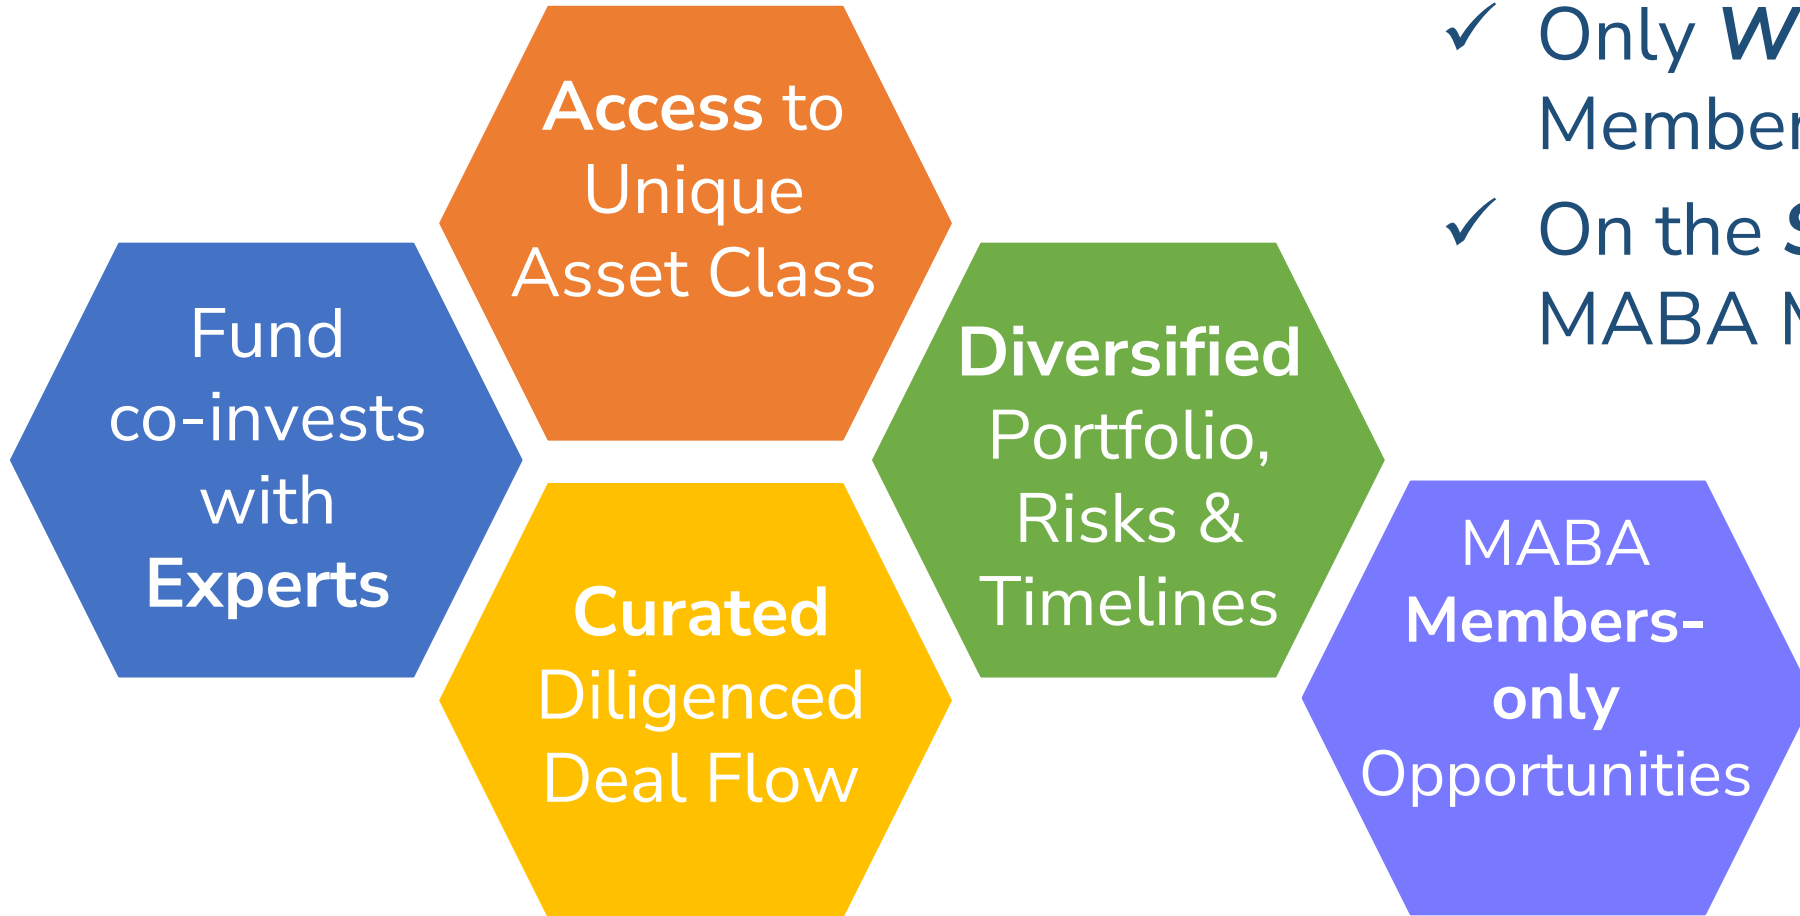 Fund
co-invests
with
Experts
Access to
Unique
Asset Class
Curated
Diligenced
Deal Flow
Diversified
Portfolio,
Risks &
Timelines
MABA
Members-
only
Opportunities
✓ Only
✓ On the
MABA